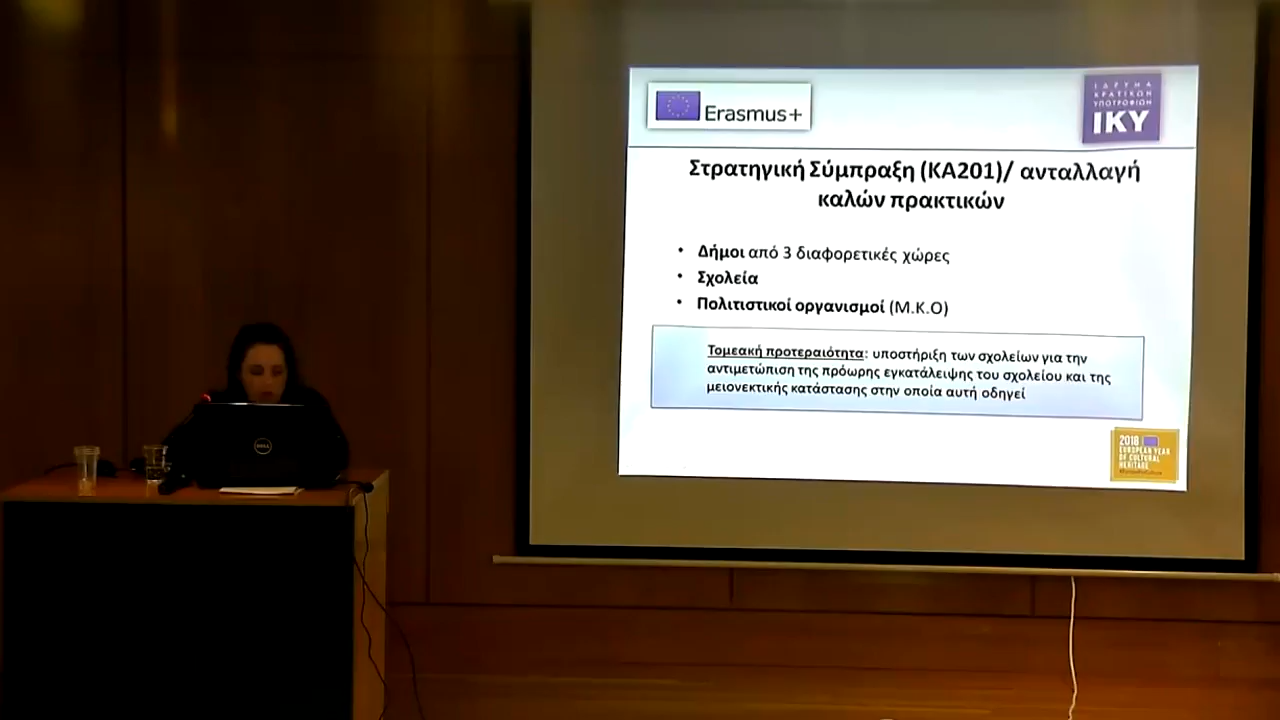 Erasmus+
ΙΔΡΥΜΑ
ΚΡΑΤΙΚΩΝ
ΥΠΟΤΡΟΦΙΩΝ
ΙΚΥ
Στρατηγική Σύμπραξη (ΚΑ201)/ ανταλλαγή
καλών πρακτικών
• Δήμοι από 3 διαφορετικές χώρες
• Σχολεία
• Πολιτιστικοί οργανισμοί (Μ.Κ.Ο)
Τομεακή προτεραιότητα: υποστήριξη των σχολείων για την
αντιμετώπιση της πρόωρης εγκατάλειψης του σχολείου και της
μειονεκτικής κατάστασης στην οποία αυτή οδηγεί
2018
EUROPEAN YEAR
OF CULTURAL
HERITAGE
#EuropeForCulture
DELL